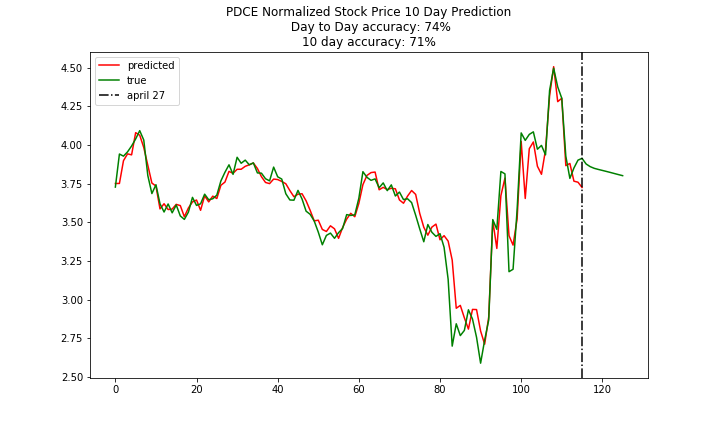 PDCE Normalized Stock Price 10 Day Prediction
Day to Day accuracy: 74%
10 day accuracy: 71%
predicted
true
april 27
4.50
4.25
4.00
3.75
3.50
3.25
3.00
2.75
2.50
0 20 40 60 80 100 120